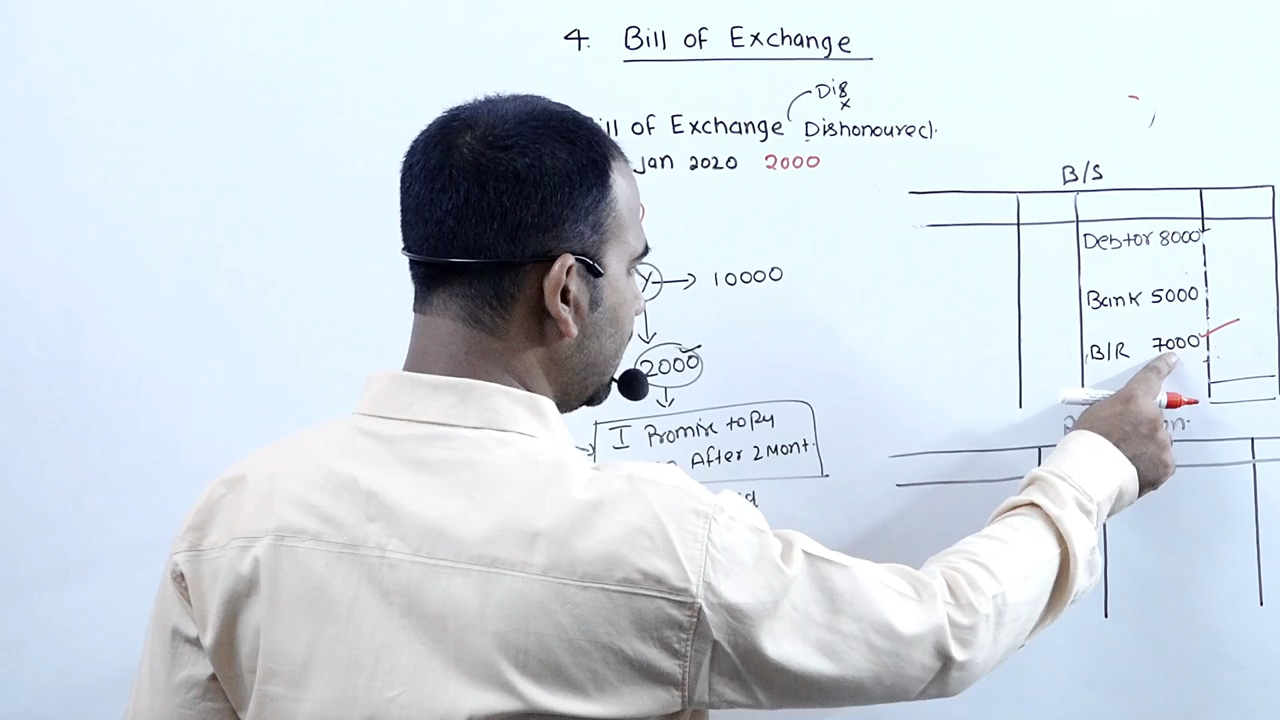 4. Bill of Exchange
Dis
x
ill of Exchange Dishonoured.
Jan 2020 2000
Y → 10000
2000
I Promise to Py
After 2 Mont.
B/S
Debtor 8000
Bank 5000
B/R 7000